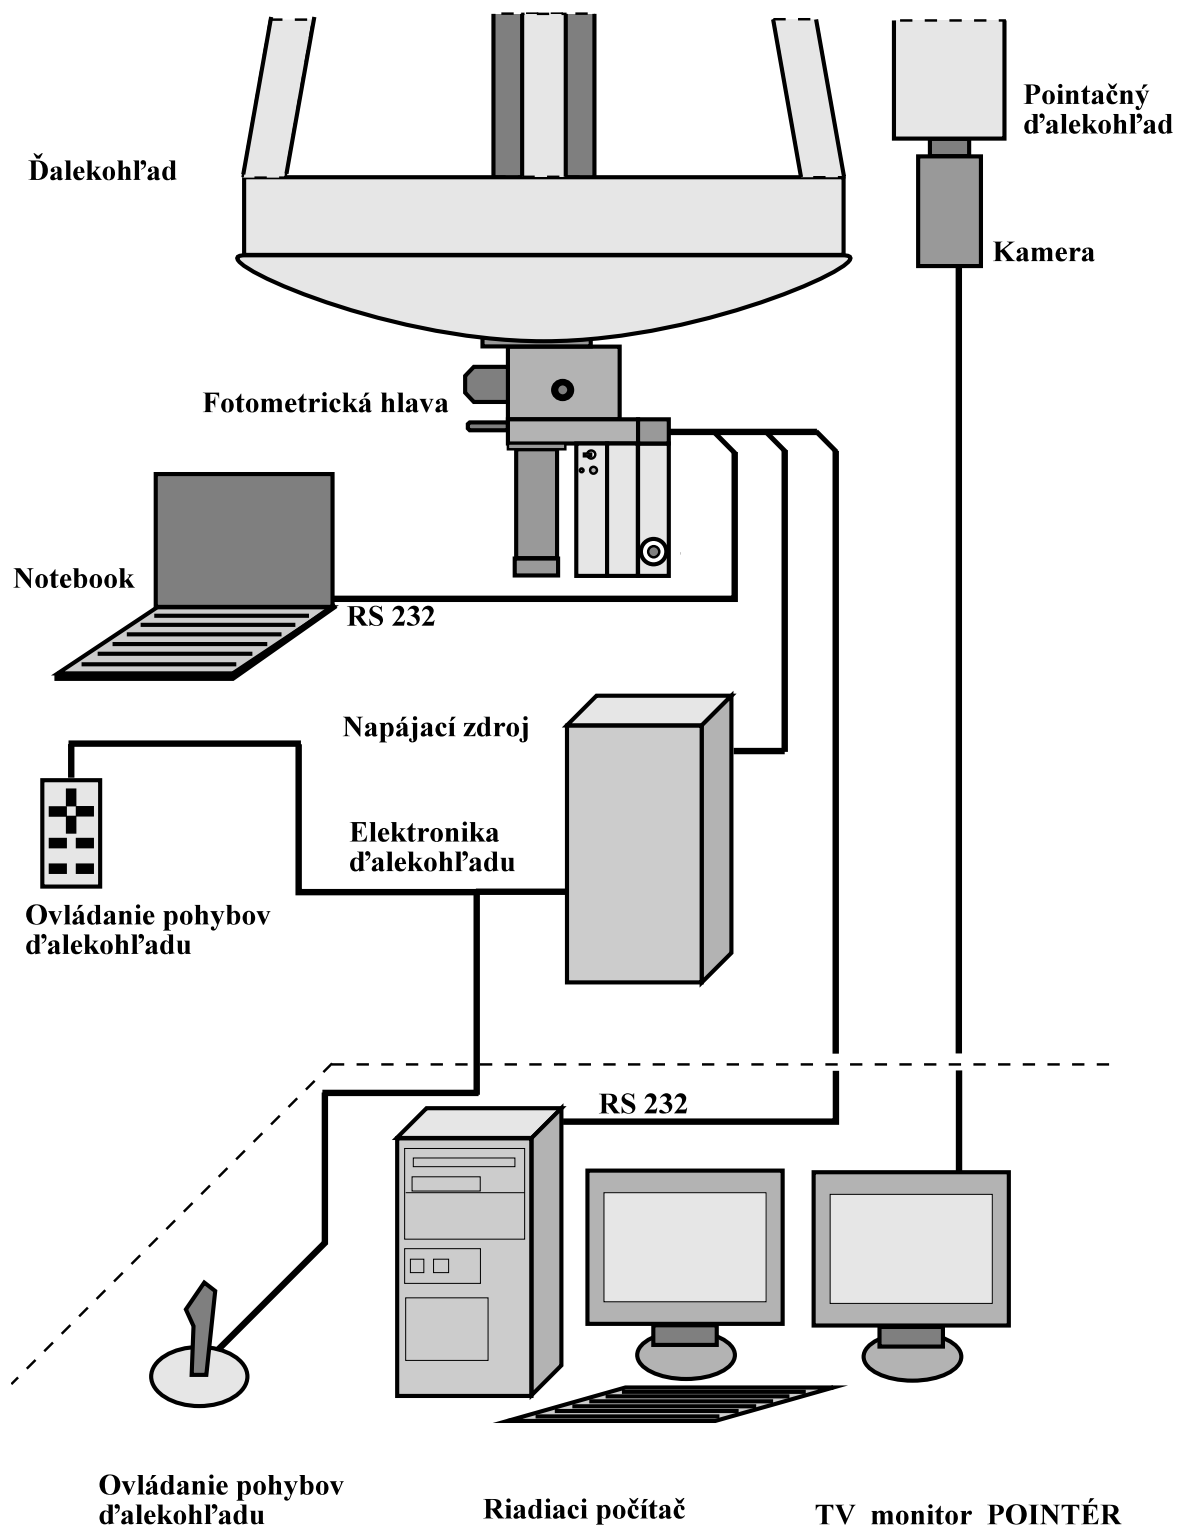 Pointačný
ďalekohľad
Ďalekohľad
Kamera
Fotometrická hlava
Notebook
RS 232
Napájací zdroj
Elektronika
ďalekohľadu
Ovládanie pohybov
ďalekohľadu
RS 232
Ovládanie pohybov
ďalekohľadu
Riadiaci počítač
TV monitor POINTÉR